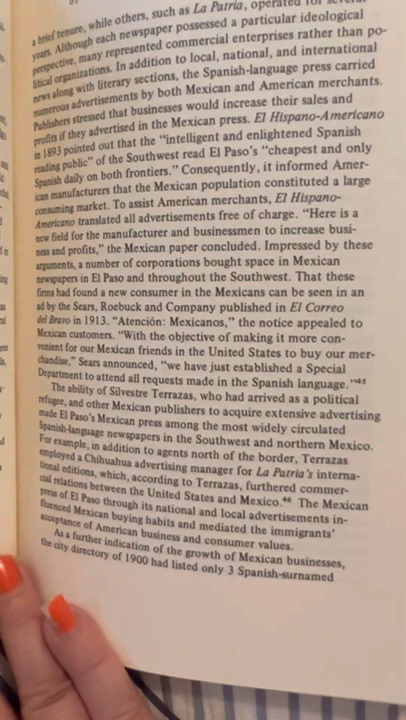 a brief tenure, while others, such as La Patria, operated for several
years. Although each newspaper possessed a particular ideological
perspective, many represented commercial enterprises rather than po-
litical organizations. In addition to local, national, and international
news along with literary sections, the Spanish-language press carried
numerous advertisements by both Mexican and American merchants.
Publishers stressed that businesses would increase their sales and
profits if they advertised in the Mexican press. El Hispano-Americano
in 1893 pointed out that the “intelligent and enlightened Spanish
reading public” of the Southwest read El Paso’s “cheapest and only
Spanish daily on both frontiers.” Consequently, it informed Amer-
ican manufacturers that the Mexican population constituted a large
consuming market. To assist American merchants, El Hispano-
Americano translated all advertisements free of charge. “Here is a
new field for the manufacturer and businessmen to increase busi-
ness and profits,” the Mexican paper concluded. Impressed by these
arguments, a number of corporations bought space in Mexican
newspapers in El Paso and throughout the Southwest. That these
firms had found a new consumer in the Mexicans can be seen in an
ad by the Sears, Roebuck and Company published in El Correo
del Bravo in 1913. “Atención: Mexicanos,” the notice appealed to
Mexican customers. “With the objective of making it more con-
venient for our Mexican friends in the United States to buy our mer-
chandise,” Sears announced, “we have just established a Special
Department to attend all requests made in the Spanish language.”⁴⁵
The ability of Silvestre Terrazas, who had arrived as a political
refugee, and other Mexican publishers to acquire extensive advertising
made El Paso’s Mexican press among the most widely circulated
Spanish-language newspapers in the Southwest and northern Mexico.
For example, in addition to agents north of the border, Terrazas
employed a Chihuahua advertising manager for La Patria’s interna-
tional editions, which, according to Terrazas, furthered commer-
cial relations between the United States and Mexico.⁴⁶ The Mexican
press of El Paso through its national and local advertisements in-
fluenced Mexican buying habits and mediated the immigrants’
acceptance of American business and consumer values.
As a further indication of the growth of Mexican businesses,
the city directory of 1900 had listed only 3 Spanish-surnamed